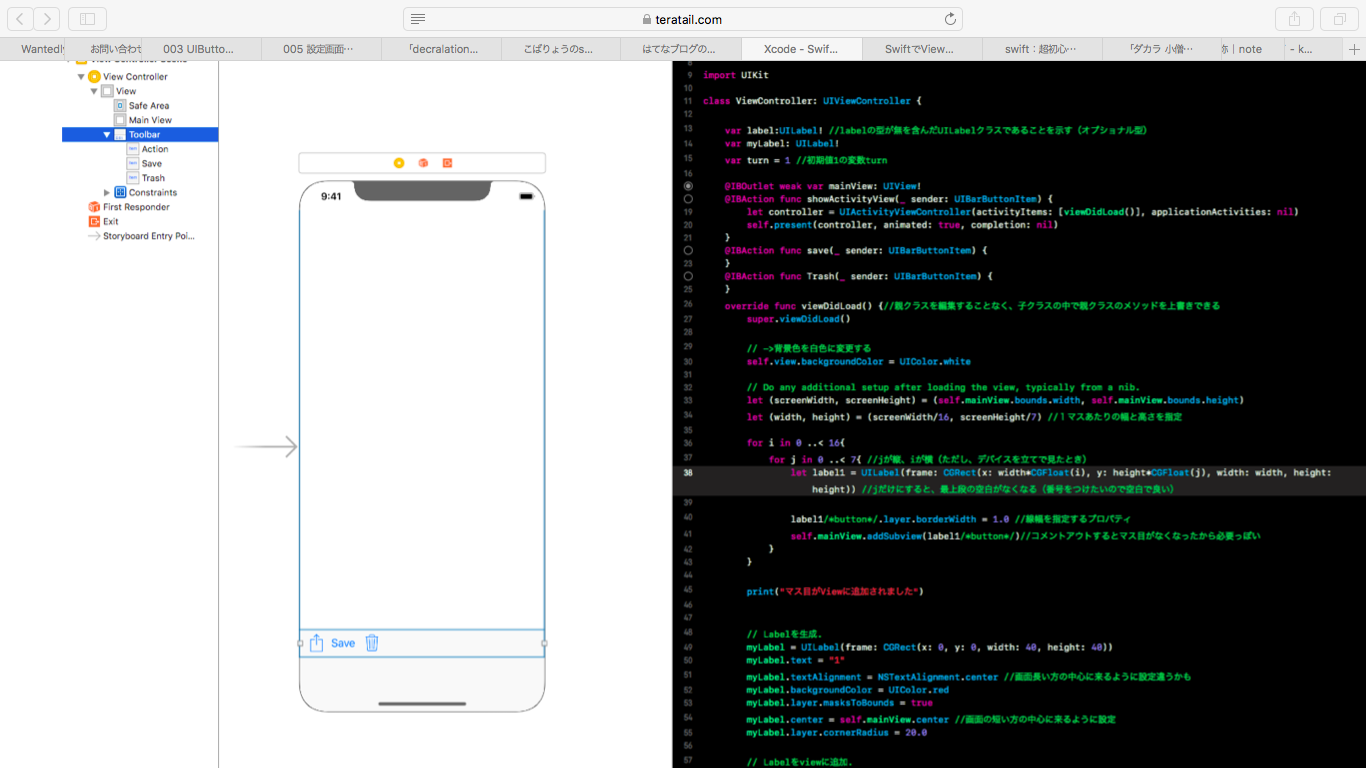 teratail.com
Wantedly
お問い合わせ
003 UIButto...
005 設定画面…
「decralation...
こばりょうのs...
はてなブログの...
Xcode - Swif...
SwiftでView...
swift：超初心…
「ダカラ 小僧…
ı note
- k...
View Controller Scene
View Controller
View
Safe Area
Main View
Toolbar
Action
Save
Trash
Constraints
First Responder
Exit
Storyboard Entry Poi...
9:41
Save
8
9 import UIKit
10
11 class ViewController: UIViewController {
12
13 var label:UILabel! //labelの型が無を含んだUILabelクラスであることを示す（オプショナル型）
14 var myLabel: UILabel!
15 var turn = 1 //初期値1の変数turn
16
@IBOutlet weak var mainView: UIView!
@IBAction func showActivityView(_ sender: UIBarButtonItem) {
19 let controller = UIActivityViewController(activityItems: [viewDidLoad()], applicationActivities: nil)
20 self.present(controller, animated: true, completion: nil)
21 }
@IBAction func save(_ sender: UIBarButtonItem) {
23 }
@IBAction func Trash(_ sender: UIBarButtonItem) {
25 }
26 override func viewDidLoad() {//親クラスを編集することなく、子クラスの中で親クラスのメソッドを上書きできる
27 super.viewDidLoad()
28
29 // ->背景色を白色に変更する
30 self.view.backgroundColor = UIColor.white
31
32 // Do any additional setup after loading the view, typically from a nib.
33 let (screenWidth, screenHeight) = (self.mainView.bounds.width, self.mainView.bounds.height)
34 let (width, height) = (screenWidth/16, screenHeight/7) //１マスあたりの幅と高さを指定
35
36 for i in 0 ..< 16{
37 for j in 0 ..< 7{ //jが縦、iが横（ただし、デバイスを立てて見たとき）
38 let label1 = UILabel(frame: CGRect(x: width*CGFloat(i), y: height*CGFloat(j), width: width, height:
height)) //jだけにすると、最上段の空白がなくなる（番号をつけたいので空白で良い）
39
40 label1/*button*/.layer.borderWidth = 1.0 //線幅を指定するプロパティ
41 self.mainView.addSubview(label1/*button*/)//コメントアウトするとマス目がなくなったから必要っぽい
42 }
43 }
44
45 print("マス目がViewに追加されました")
46
47
48 // Labelを生成.
49 myLabel = UILabel(frame: CGRect(x: 0, y: 0, width: 40, height: 40))
50 myLabel.text = "1"
51 myLabel.textAlignment = NSTextAlignment.center //画面長い方の中心に来るように設定違うかも
52 myLabel.backgroundColor = UIColor.red
53 myLabel.layer.masksToBounds = true
54 myLabel.center = self.mainView.center //画面の短い方の中心に来るように設定
55 myLabel.layer.cornerRadius = 20.0
56
57 // Labelをviewに追加.